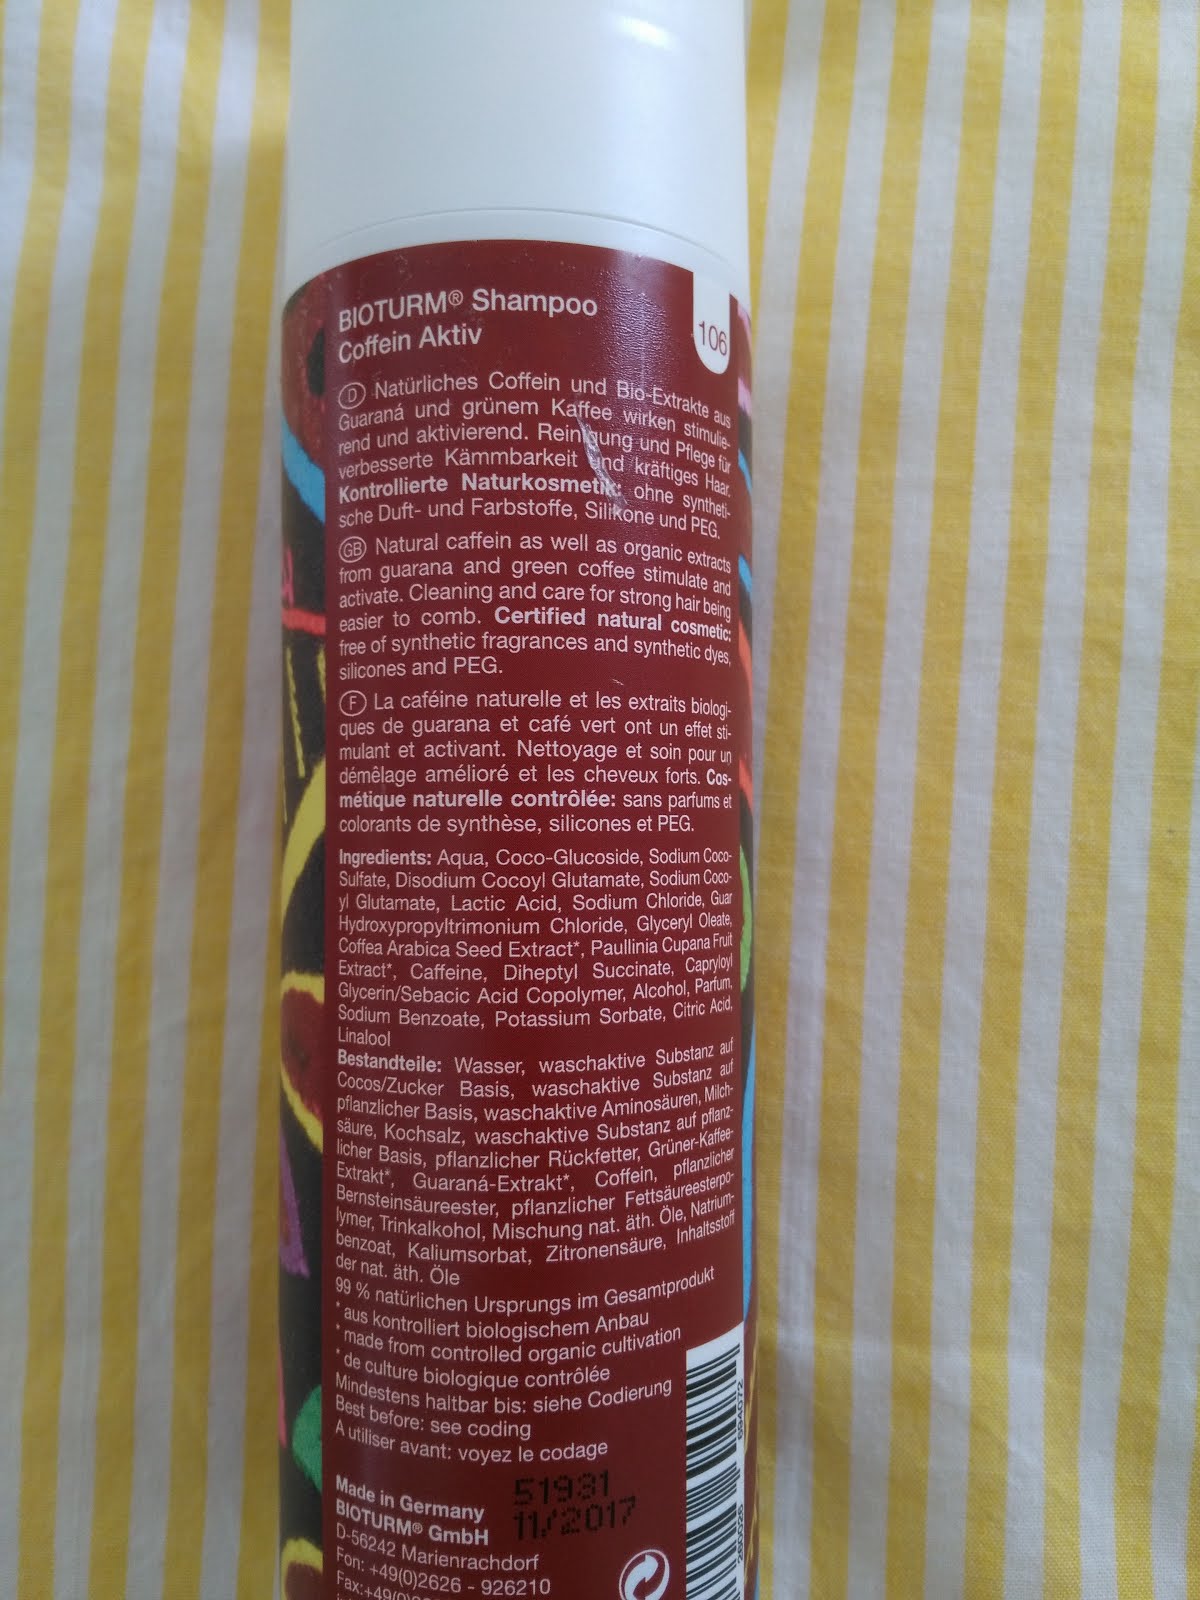 BIOTURM® Shampoo
Coffein Aktiv
106
D Natürliches Coffein und Bio-Extrakte aus
Guaraná und grünem Kaffee wirken stimulie-
rend und aktivierend. Reinigung und Pflege für
verbesserte Kämmbarkeit und kräftiges Haar.
Kontrollierte Naturkosmetik: ohne syntheti-
sche Duft- und Farbstoffe, Silikone und PEG.
GB Natural caffein as well as organic extracts
from guarana and green coffee stimulate and
activate. Cleaning and care for strong hair being
easier to comb. Certified natural cosmetic:
free of synthetic fragrances and synthetic dyes,
silicones and PEG.
F La caféine naturelle et les extraits biologi-
ques de guarana et café vert ont un effet sti-
mulant et activant. Nettoyage et soin pour un
démêlage amélioré et les cheveux forts. Cos-
métique naturelle contrôlée: sans parfums et
colorants de synthèse, silicones et PEG.
Ingredients: Aqua, Coco-Glucoside, Sodium Coco-
Sulfate, Disodium Cocoyl Glutamate, Sodium Coco-
yl Glutamate, Lactic Acid, Sodium Chloride, Guar
Hydroxypropyltrimonium Chloride, Glyceryl Oleate,
Coffea Arabica Seed Extract*, Paullinia Cupana Fruit
Extract*, Caffeine, Diheptyl Succinate, Capryloyl
Glycerin/Sebacic Acid Copolymer, Alcohol, Parfum,
Sodium Benzoate, Potassium Sorbate, Citric Acid,
Linalool
Bestandteile: Wasser, waschaktive Substanz auf
Cocos/Zucker Basis, waschaktive Substanz auf
pflanzlicher Basis, waschaktive Aminosäuren, Milch-
säure, Kochsalz, waschaktive Substanz auf pflanz-
licher Basis, pflanzlicher Rückfetter, Grüner-Kaffee-
Extrakt*, Guaraná-Extrakt*, Coffein, pflanzlicher
Bernsteinsäureester, pflanzlicher Fettsäureesterpo-
lymer, Trinkalkohol, Mischung nat. äth. Öle, Natrium-
benzoat, Kaliumsorbat, Zitronensäure, Inhaltsstoff
der nat. äth. Öle
99 % natürlichen Ursprungs im Gesamtprodukt
* aus kontrolliert biologischem Anbau
* made from controlled organic cultivation
* de culture biologique contrôlée
Mindestens haltbar bis: siehe Codierung
Best before: see coding
A utiliser avant: voyez le codage
51931
11/2017
Made in Germany
BIOTURM® GmbH
D-56242 Marienrachdorf
Fon: +49(0)2626 - 926210
Fax:+49(0)